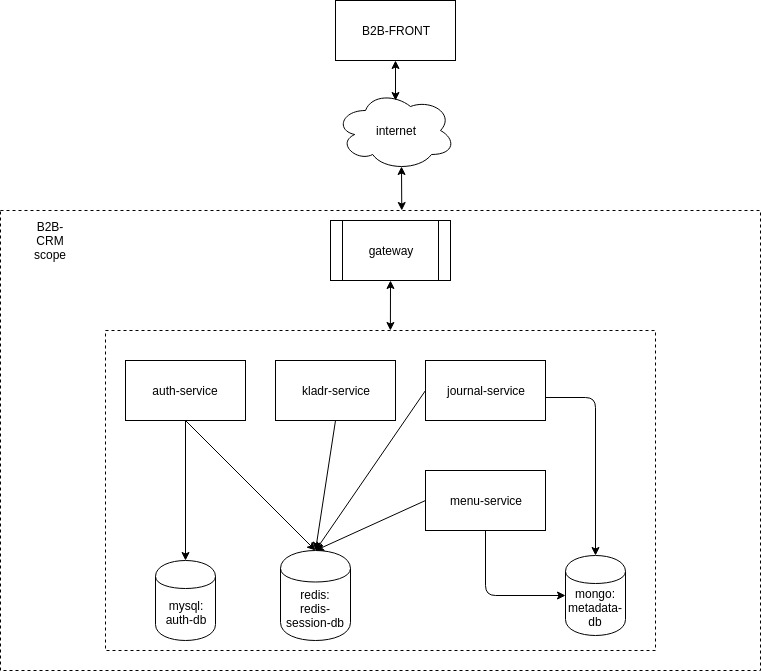 B2B-FRONT
internet
B2B-
CRM
scope
gateway
auth-service
kladr-service
journal-service
menu-service
mysql:
auth-db
redis:
redis-
session-db
mongo:
metadata-
db